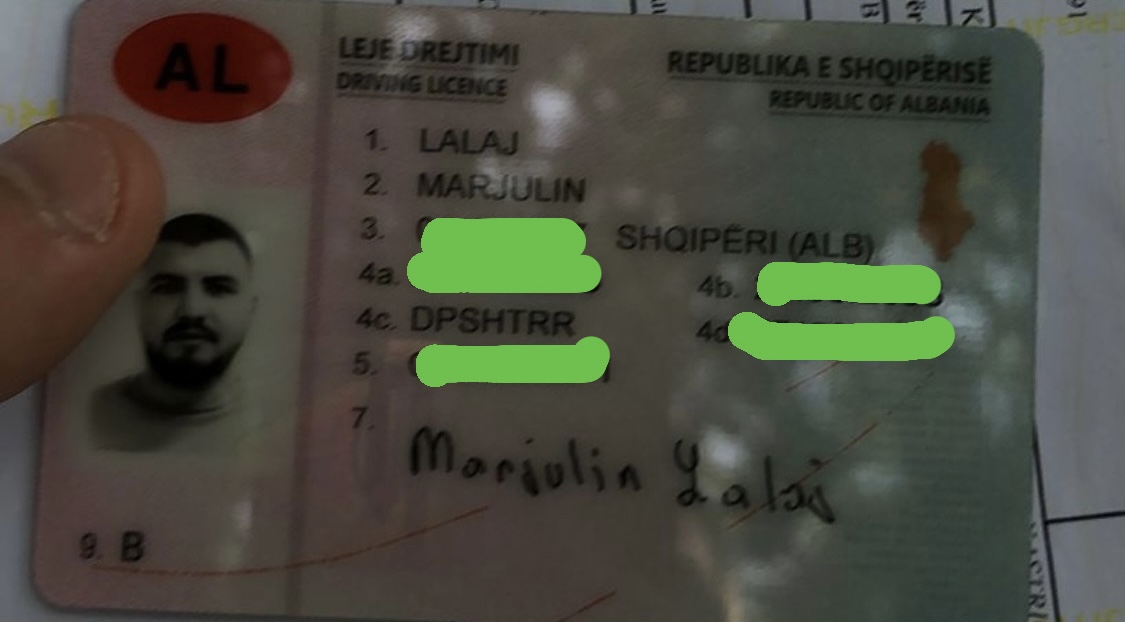 AL
LEJE DREJTIMI
DRIVING LICENCE
REPUBLIKA E SHQIPËRISË
REPUBLIC OF ALBANIA
1. LALAJ
2. MARJULIN
3. SHQIPËRI (ALB)
4a. 4b.
4c. DPSHTRR 4d
5.
7.
Marjulin Lalaj
9. B